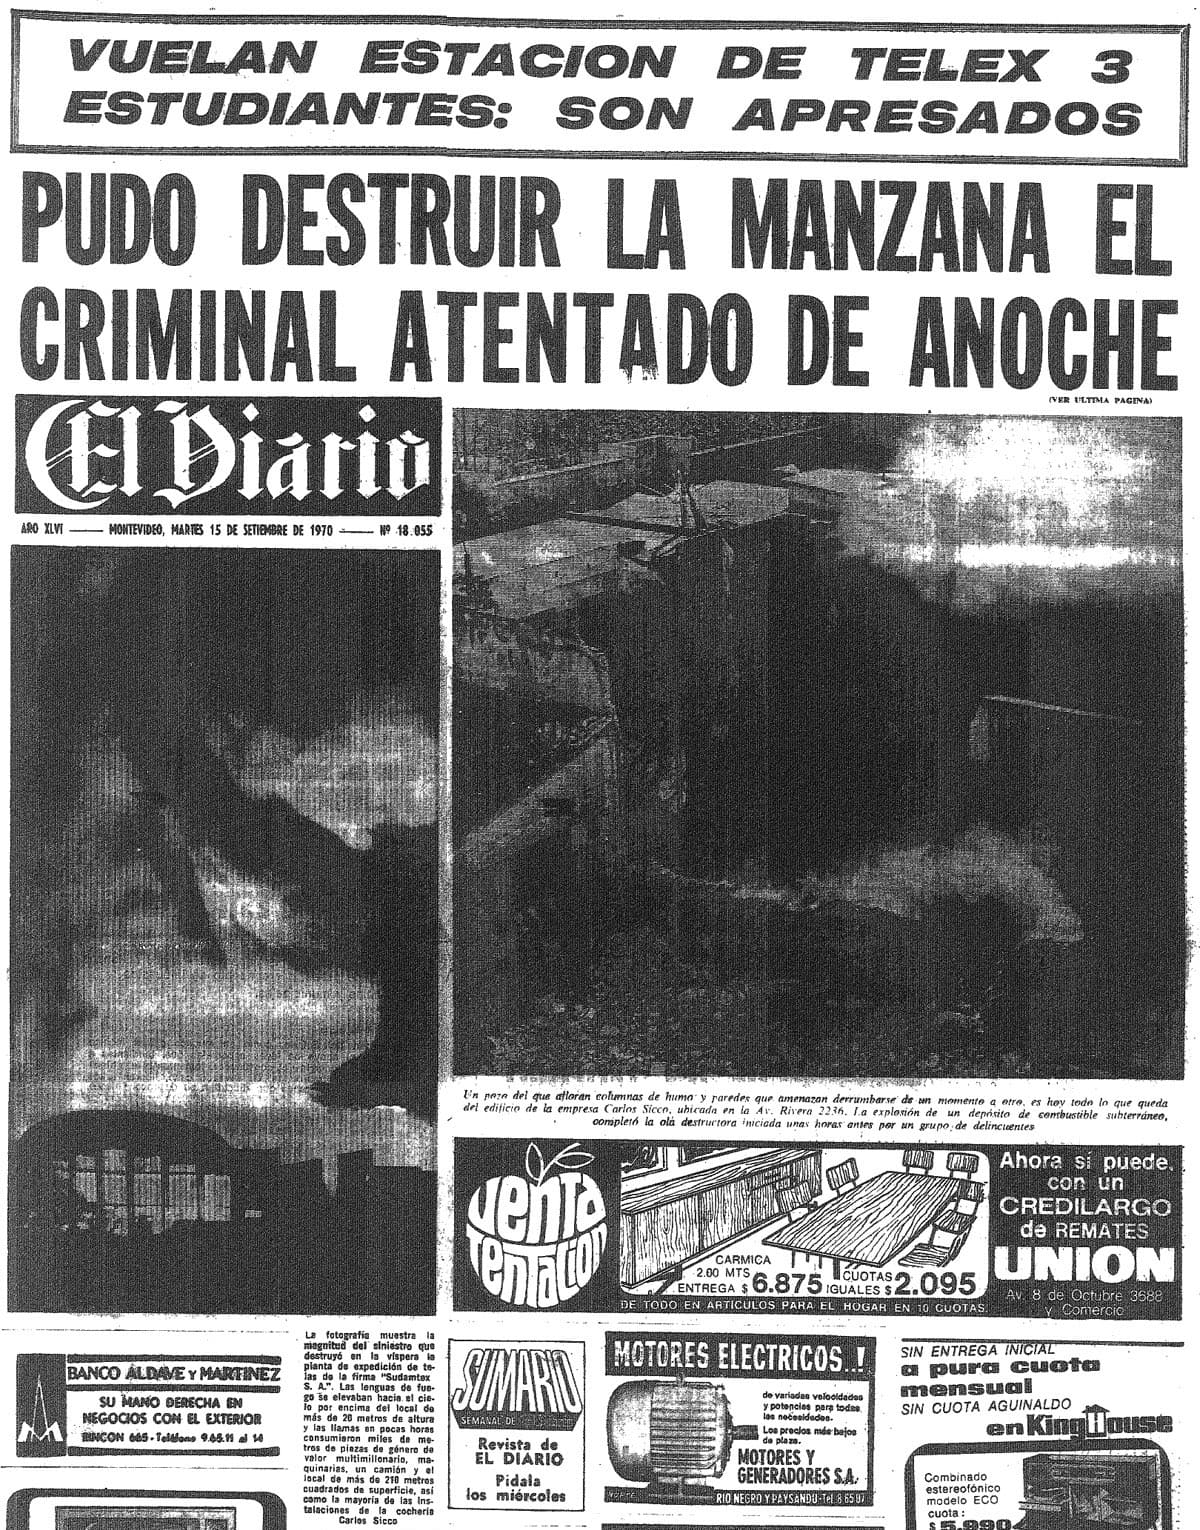 VUELAN ESTACION DE TELEX 3
ESTUDIANTES: SON APRESADOS
PUDO DESTRUIR LA MANZANA EL
CRIMINAL ATENTADO DE ANOCHE
(VER ULTIMA PAGINA)
El Diario
AÑO XLVI — MONTEVIDEO, MARTES 15 DE SETIEMBRE DE 1970 — Nº 18.055
Un pozo del que afloran columnas de humo y paredes que amenazan derrumbarse de un momento a otro, es hoy todo lo que queda
del edificio de la empresa Carlos Sicco, ubicada en la Av. Rivera 2236. La explosión de un depósito de combustible subterráneo,
completó la ola destructora iniciada unas horas antes por un grupo de delincuentes
venta
tentacion
CARMICA
2.00 MTS
ENTREGA $ 6.875 CUOTAS IGUALES $ 2.095
DE TODO EN ARTICULOS PARA EL HOGAR EN 10 CUOTAS.
Ahora sí puede,
con un
CREDILARGO
de REMATES
UNION
Av. 8 de Octubre 3688
y Comercio
BANCO ALDAVE Y MARTINEZ
SU MANO DERECHA EN
NEGOCIOS CON EL EXTERIOR
RINCON 665 - Teléfono 9.65.11 al 14
La fotografía muestra la
magnitud del siniestro que
destruyó en la víspera la
planta de expedición de te-
las de la firma "Sudamtex
S. A.". Las lenguas de fue-
go se elevaban hacia el cie-
lo por encima del local de
más de 20 metros de altura
y las llamas en pocas horas
consumieron miles de me-
tros de piezas de género de
valor multimillonario, ma-
quinarias, un camión y el
local de más de 210 metros
cuadrados de superficie, así
como la mayoría de las ins-
talaciones de la cochería
Carlos Sicco
SUMARIO
SEMANAL DE
Revista de
EL DIARIO
Pídala
los miércoles
MOTORES ELECTRICOS..!
de variadas velocidades
y potencias para todas
las necesidades.
Los precios más bajos
de plaza.
MOTORES Y
GENERADORES S.A.
RIO NEGRO Y PAYSANDU - Tel. 8 65 97
SIN ENTREGA INICIAL
a pura cuota
mensual
SIN CUOTA AGUINALDO
en King House
Combinado
estereofónico
modelo ECO
cuota:
$ 5.990